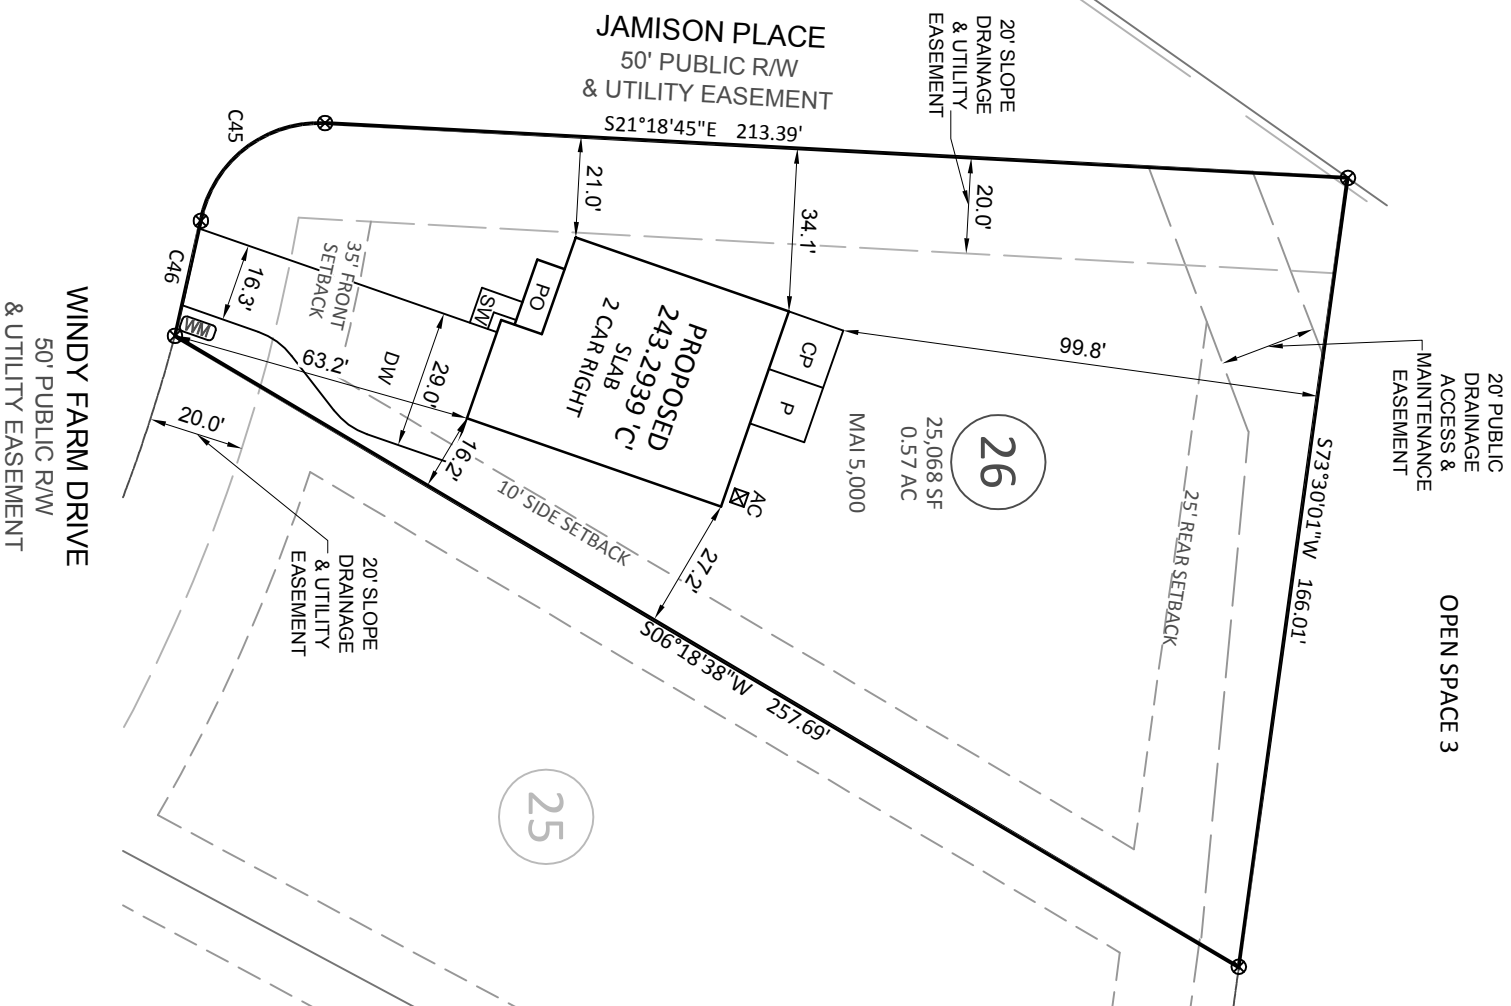 JAMISON PLACE
50' PUBLIC R/W
& UTILITY EASEMENT
S21°18'45"E 213.39'
20' SLOPE
DRAINAGE
& UTILITY
EASEMENT
C45
C46
21.0'
34.1'
20.0'
35' FRONT
SETBACK
16.3'
WM
63.2'
DW
29.0'
SW
PO
PROPOSED
243.2939 'C'
SLAB
2 CAR RIGHT
CP
P
99.8'
20' PUBLIC
DRAINAGE
ACCESS &
MAINTENANCE
EASEMENT
26
25,068 SF
0.57 AC
MAI 5,000
AC
16.2'
27.2'
10' SIDE SETBACK
25' REAR SETBACK
S73°30'01"W 166.01'
OPEN SPACE 3
S06°18'38"W 257.69'
WINDY FARM DRIVE
50' PUBLIC R/W
& UTILITY EASEMENT
20.0'
20' SLOPE
DRAINAGE
& UTILITY
EASEMENT
25